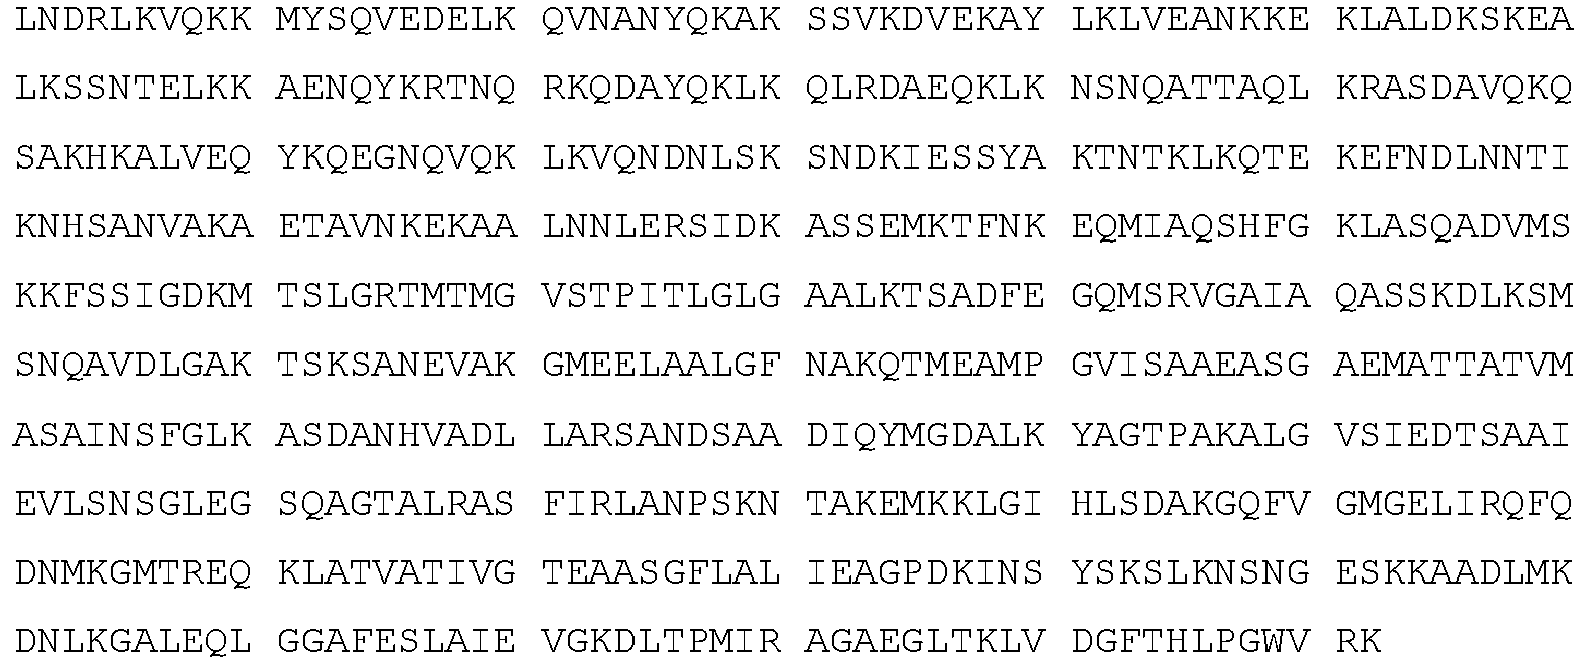 LNDRLKVQKK MYSQVEDELK QVNANYQKAK SSVKDVEKAY LKLVEANKKE KLALDKSKEA
LKSSNTELKK AENQYKRTNQ RKQDAYQKLK QLRDAEQKLK NSNQATTAQL KRASDAVQKQ
SAKHKALVEQ YKQEGNQVQK LKVQNDNLSK SNDKIESSYA KTNTKLKQTE KEFNDLNNTI
KNHSANVAKA ETAVNKEKAA LNNLERSIDK ASSEMKTFNK EQMIAQSHFG KLASQADVMS
KKFSSIGDKM TSLGRTMTMG VSTPITLGLG AALKTSADFE GQMSRVGAIA QASSKDLKSM
SNQAVDLGAK TSKSANEVAK GMEELAALGF NAKQTMEAMP GVISAAEASG AEMATTATVM
ASAINSFGLK ASDANHVADL LARSANDSAA DIQYMGDALK YAGTPAKALG VSIEDTSAAI
EVLSNSGLEG SQAGTALRAS FIRLANPSKN TAKEMKKLGI HLSDAKGQFV GMGELIRQFQ
DNMKGMTREQ KLATVATIVG TEAASGFLAL IEAGPDKINS YSKSLKNSNG ESKKAADLMK
DNLKGALEQL GGAFESLAIE VGKDLTPMIR AGAEGLTKLV DGFTHLPGWV RK